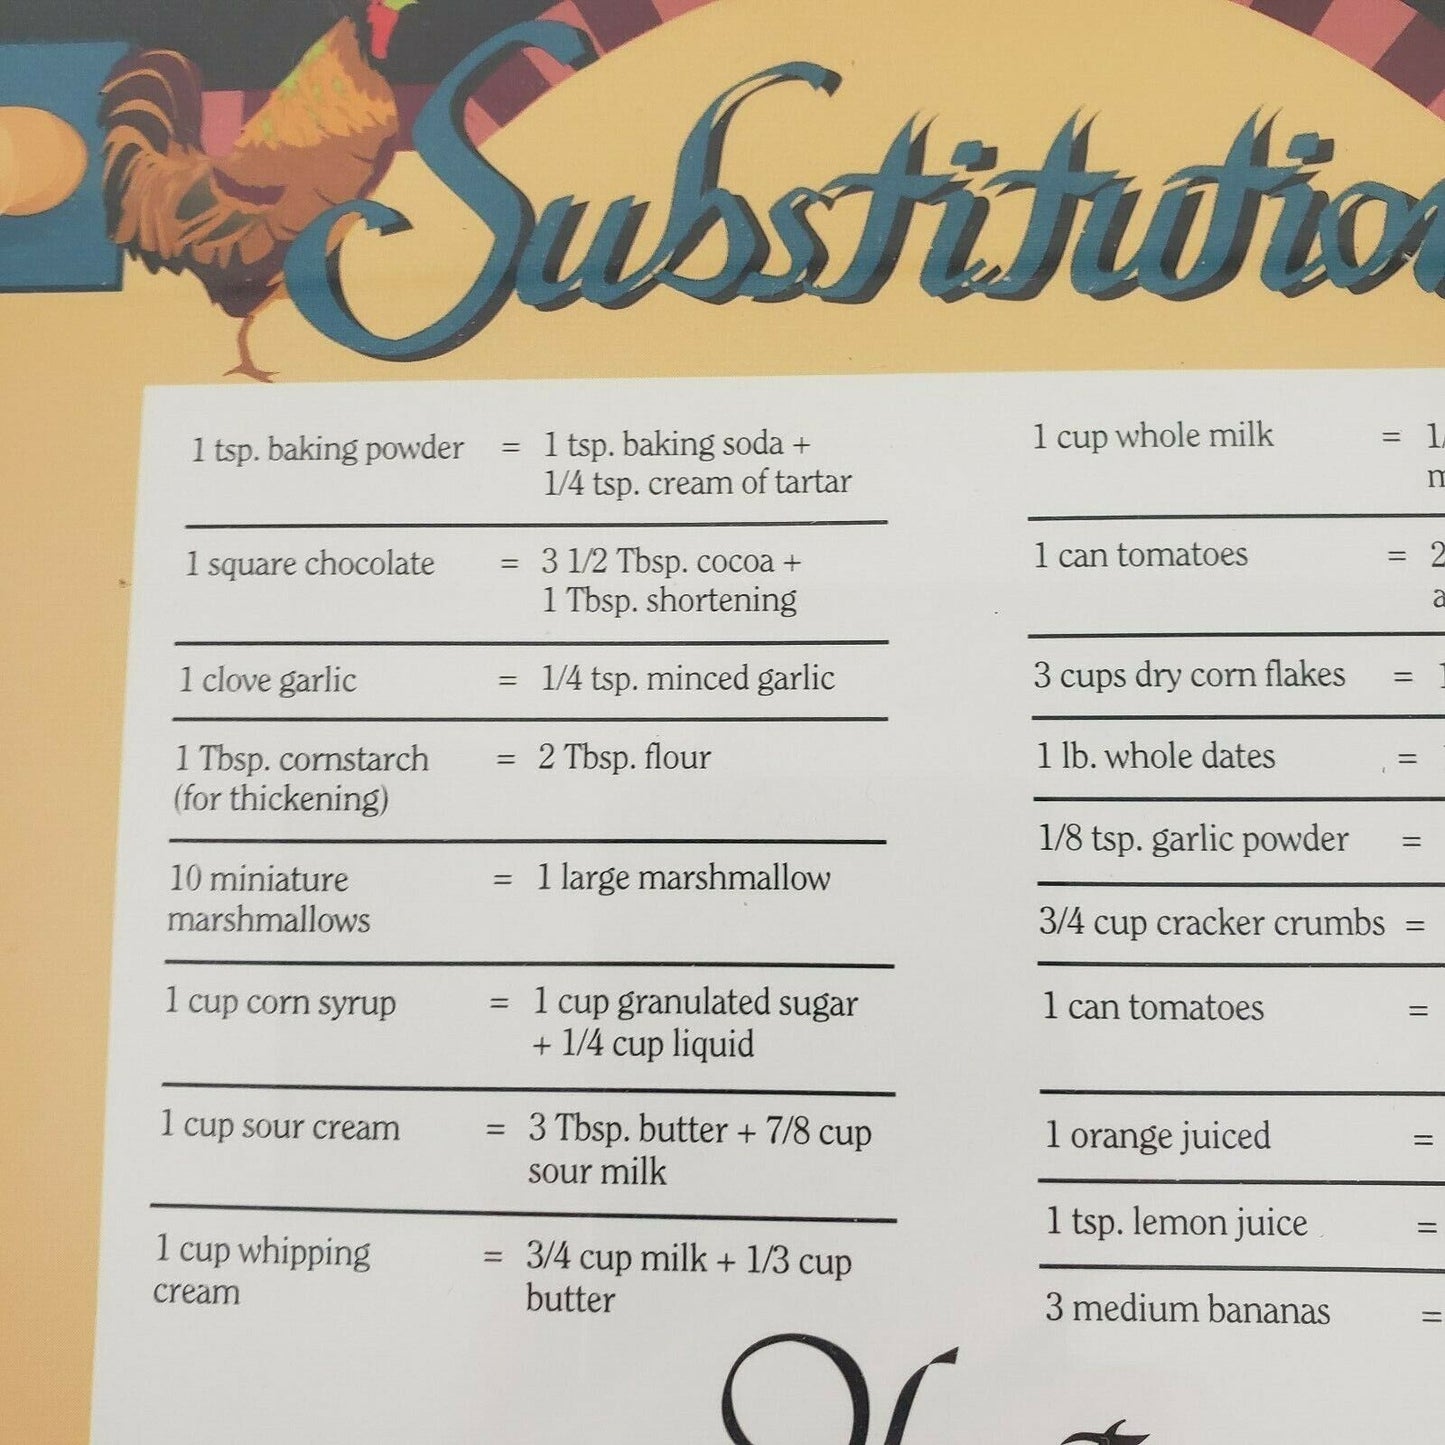 Substitution
1 tsp. baking powder = 1 tsp. baking soda +
1/4 tsp. cream of tartar
1 square chocolate = 3 1/2 Tbsp. cocoa +
1 Tbsp. shortening
1 clove garlic = 1/4 tsp. minced garlic
1 Tbsp. cornstarch = 2 Tbsp. flour
(for thickening)
10 miniature = 1 large marshmallow
marshmallows
1 cup corn syrup = 1 cup granulated sugar
+ 1/4 cup liquid
1 cup sour cream = 3 Tbsp. butter + 7/8 cup
sour milk
1 cup whipping = 3/4 cup milk + 1/3 cup
cream butter
1 cup whole milk =
1 can tomatoes = 2
3 cups dry corn flakes =
1 lb. whole dates =
1/8 tsp. garlic powder =
3/4 cup cracker crumbs =
1 can tomatoes =
1 orange juiced =
1 tsp. lemon juice =
3 medium bananas =